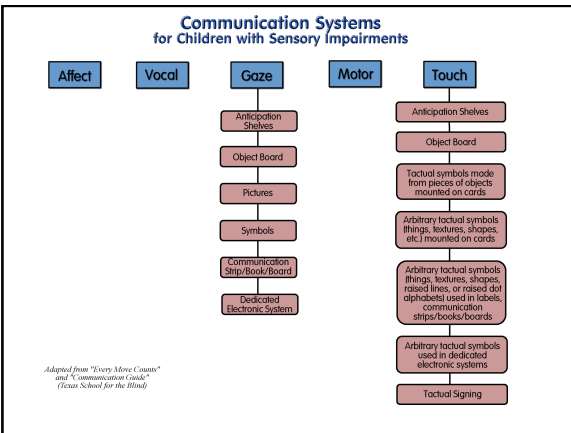 Communication Systems
for Children with Sensory Impairments
Affect
Vocal
Gaze
Motor
Touch
Anticipation
Shelves
Object Board
Pictures
Symbols
Communication
Strip/Book/Board
Dedicated
Electronic System
Anticipation Shelves
Object Board
Tactual symbols made
from pieces of objects
mounted on cards
Arbitrary tactual symbols
(things, textures, shapes,
etc.) mounted on cards
Arbitrary tactual symbols
(things, textures, shapes,
raised lines, or raised dot
alphabets) used in labels,
communication
strips/books/boards
Arbitrary tactual symbols
used in dedicated
electronic systems
Tactual Signing
Adapted from "Every Move Counts"
and "Communication Guide"
(Texas School for the Blind)